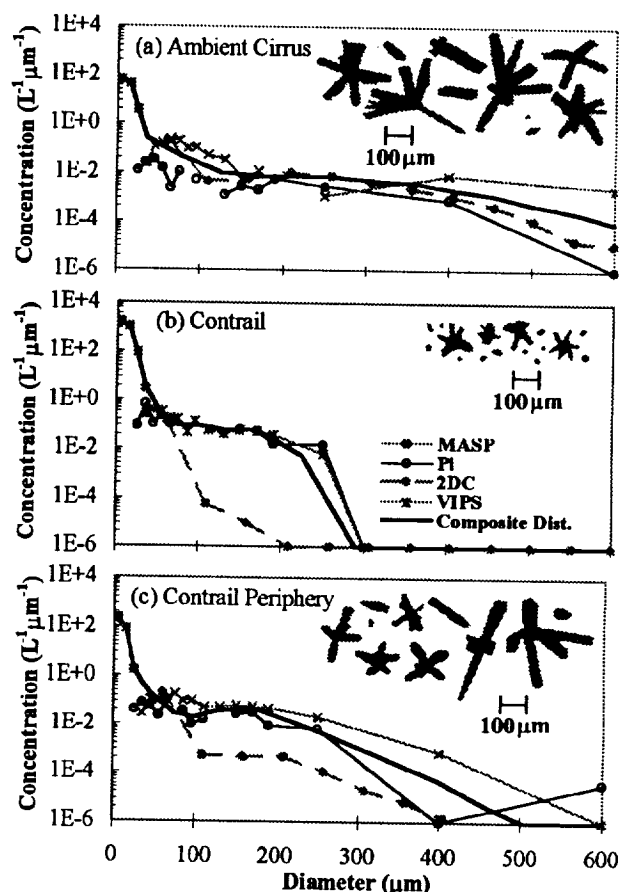 (a) Ambient Cirrus
1E+4
1E+2
1E+0
1E-2
1E-4
1E-6
Concentration (L⁻¹μm⁻¹)
100μm
(b) Contrail
1E+4
1E+2
1E+0
1E-2
1E-4
1E-6
Concentration (L⁻¹μm⁻¹)
100μm
MASP
PI
2DC
VIPS
Composite Dist.
(c) Contrail Periphery
1E+4
1E+2
1E+0
1E-2
1E-4
1E-6
Concentration (L⁻¹μm⁻¹)
100μm
0 100 200 300 400 500 600
Diameter (μm)